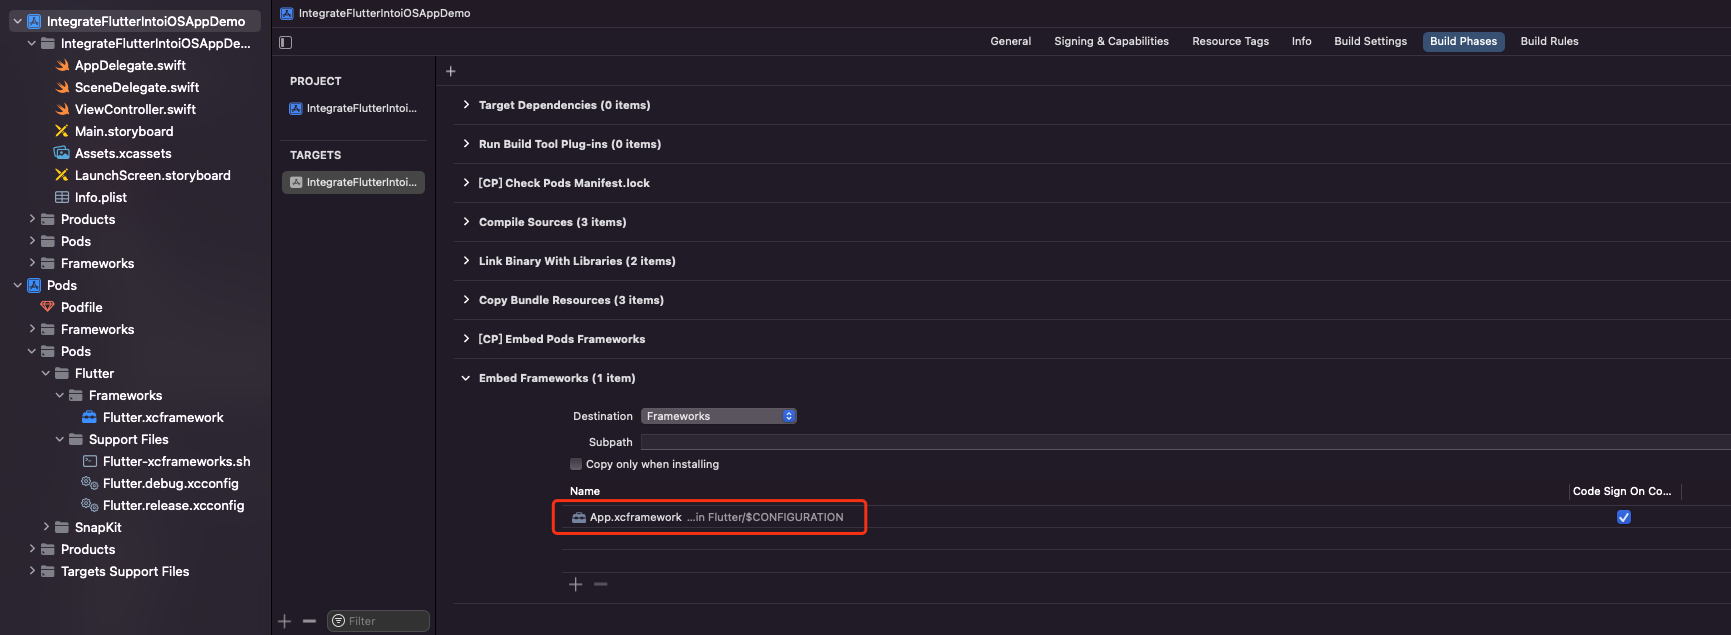 IntegrateFlutterIntoiOSAppDemo
IntegrateFlutterIntoiOSAppDe...
AppDelegate.swift
SceneDelegate.swift
ViewController.swift
Main.storyboard
Assets.xcassets
LaunchScreen.storyboard
Info.plist
Products
Pods
Frameworks
Pods
Podfile
Frameworks
Pods
Flutter
Frameworks
Flutter.xcframework
Support Files
Flutter-xcframeworks.sh
Flutter.debug.xcconfig
Flutter.release.xcconfig
SnapKit
Products
Targets Support Files
IntegrateFlutterIntoiOSAppDemo
General Signing & Capabilities Resource Tags Info Build Settings Build Phases Build Rules
PROJECT
IntegrateFlutterIntoi...
TARGETS
IntegrateFlutterIntoi...
Filter
Target Dependencies (0 items)
Run Build Tool Plug-ins (0 items)
[CP] Check Pods Manifest.lock
Compile Sources (3 items)
Link Binary With Libraries (2 items)
Copy Bundle Resources (3 items)
[CP] Embed Pods Frameworks
Embed Frameworks (1 item)
Destination Frameworks
Subpath
Copy only when installing
Name Code Sign On Co...
App.xcframework ...in Flutter/$CONFIGURATION